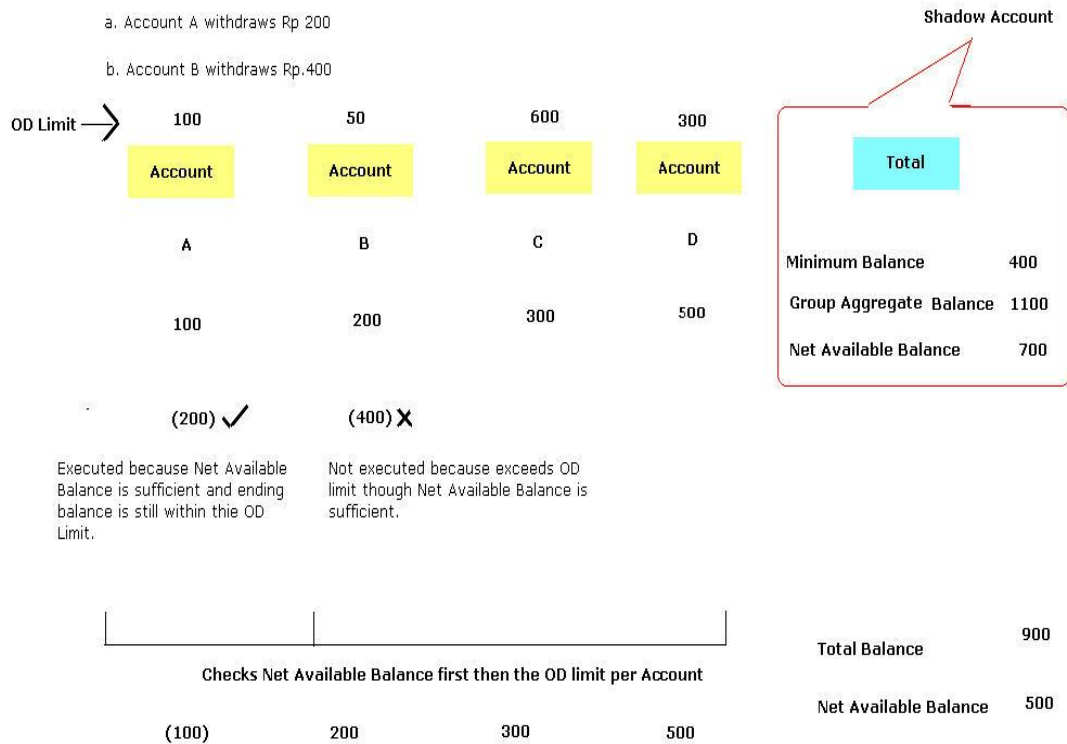 a. Account A withdraws Rp 200
Shadow Account
b. Account B withdraws Rp.400
OD Limit
100 50 600 300
Account Account Account Account
Total
A B C D
Minimum Balance 400
Group Aggregate Balance 1100
100 200 300 500
Net Available Balance 700
(200) (400)
Executed because Net Available
Balance is sufficient and ending
balance is still within thie OD
Limit.
Not executed because exceeds OD
limit though Net Available Balance is
sufficient.
Total Balance 900
Checks Net Available Balance first then the OD limit per Account
Net Available Balance 500
(100) 200 300 500